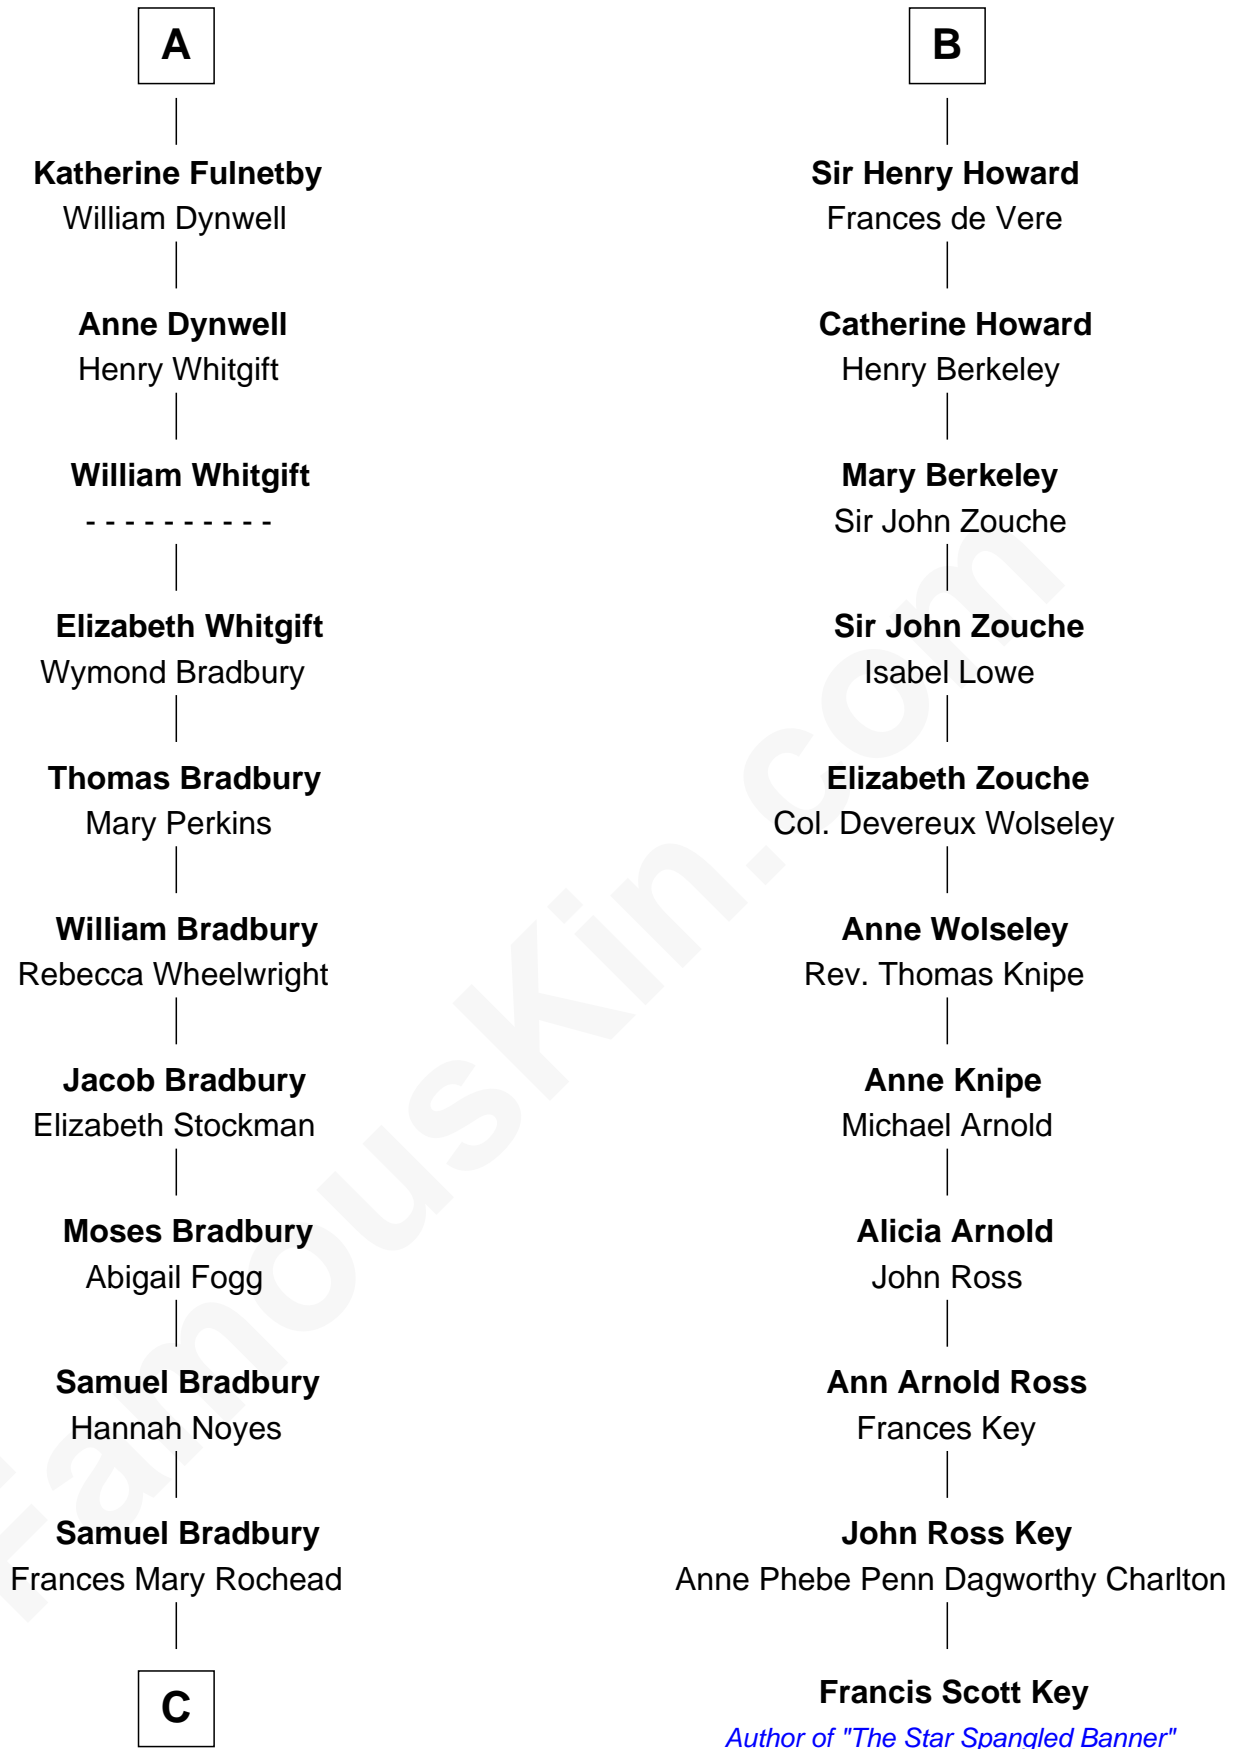 A
Katherine Fulnetby
William Dynwell
Anne Dynwell
Henry Whitgift
William Whitgift
- - - - - - - - - -
Elizabeth Whitgift
Wymond Bradbury
Thomas Bradbury
Mary Perkins
William Bradbury
Rebecca Wheelwright
Jacob Bradbury
Elizabeth Stockman
Moses Bradbury
Abigail Fogg
Samuel Bradbury
Hannah Noyes
Samuel Bradbury
Frances Mary Rochead
C
B
Sir Henry Howard
Frances de Vere
Catherine Howard
Henry Berkeley
Mary Berkeley
Sir John Zouche
Sir John Zouche
Isabel Lowe
Elizabeth Zouche
Col. Devereux Wolseley
Anne Wolseley
Rev. Thomas Knipe
Anne Knipe
Michael Arnold
Alicia Arnold
John Ross
Ann Arnold Ross
Frances Key
John Ross Key
Anne Phebe Penn Dagworthy Charlton
Francis Scott Key
Author of "The Star Spangled Banner"
FamousKin.com